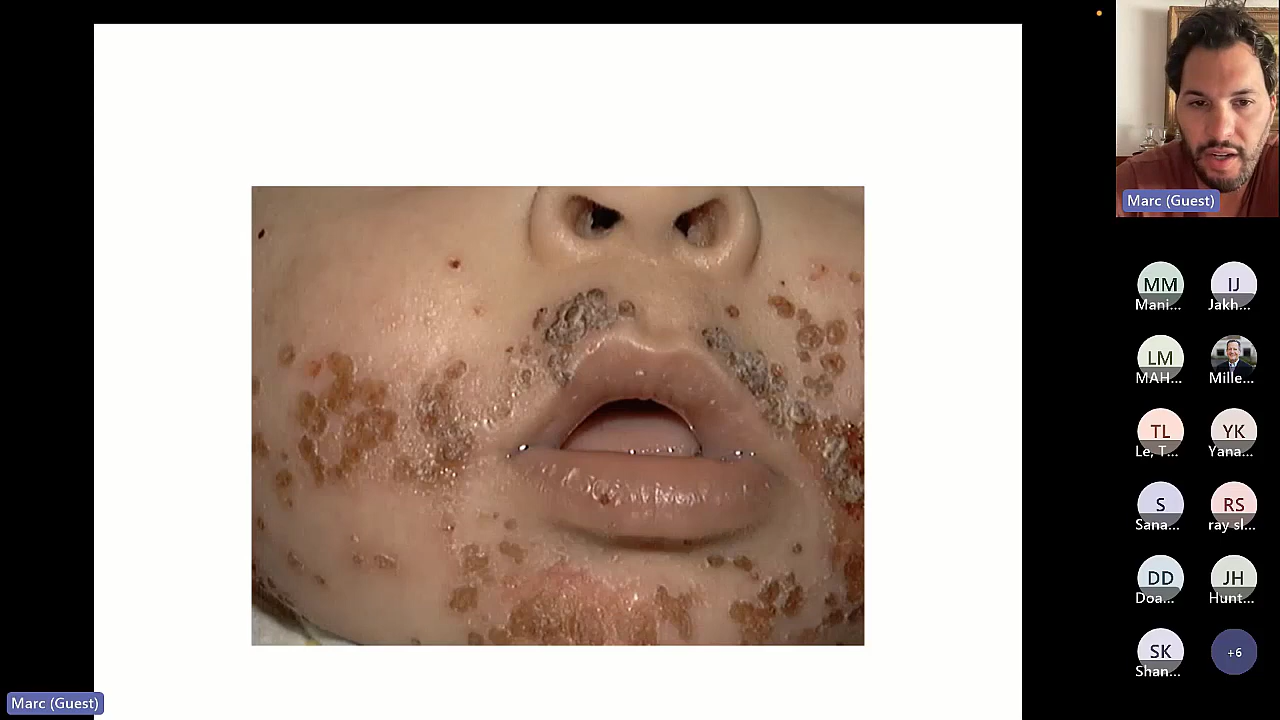 Marc (Guest)
MM
IJ
Mani...
Jakh...
LM
MAH...
Mille...
TL
YK
Le, T...
Yana...
S
RS
Sana...
ray sl...
DD
JH
Doa...
Hunt...
SK
+6
Shan...
Marc (Guest)